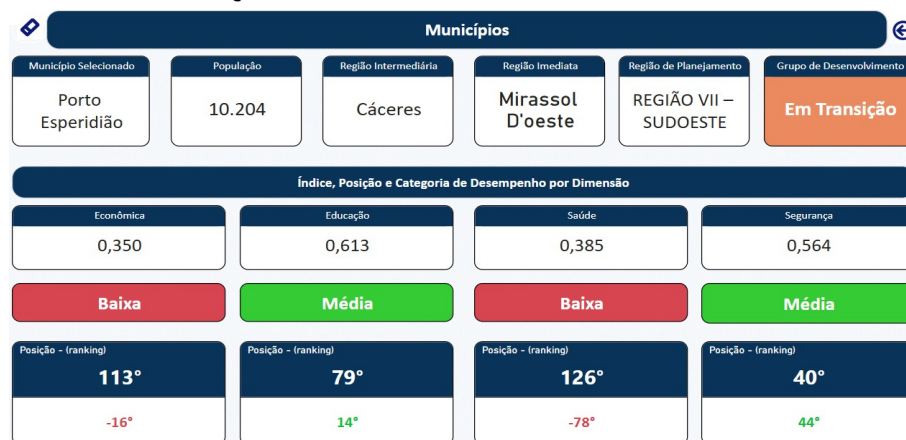 Municípios
Município Selecionado
População
Região Intermediária
Região Imediata
Região de Planejamento
Grupo de Desenvolvimento
Porto
Esperidião
10.204
Cáceres
Mirassol
D'oeste
REGIÃO VII –
SUDOESTE
Em Transição
Índice, Posição e Categoria de Desempenho por Dimensão
Econômica
Educação
Saúde
Segurança
0,350
0,613
0,385
0,564
Baixa
Média
Baixa
Média
Posição - (ranking)
Posição - (ranking)
Posição - (ranking)
Posição - (ranking)
113°
79°
126°
40°
-16°
14°
-78°
44°